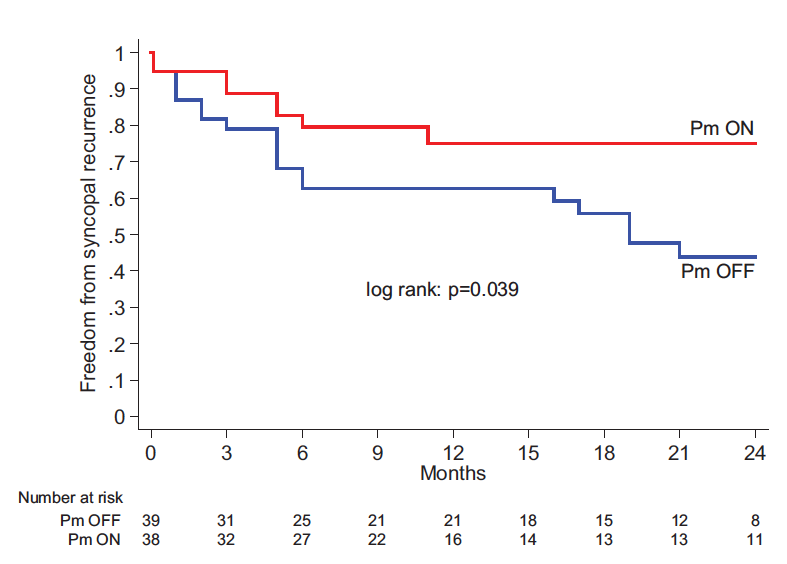 Freedom from syncopal recurrence
1
.9
.8
.7
.6
.5
.4
.3
.2
.1
0
Pm ON
Pm OFF
log rank: p=0.039
0 3 6 9 12 15 18 21 24
Months
Number at risk
Pm OFF 39 31 25 21 21 18 15 12 8
Pm ON 38 32 27 22 16 14 13 13 11